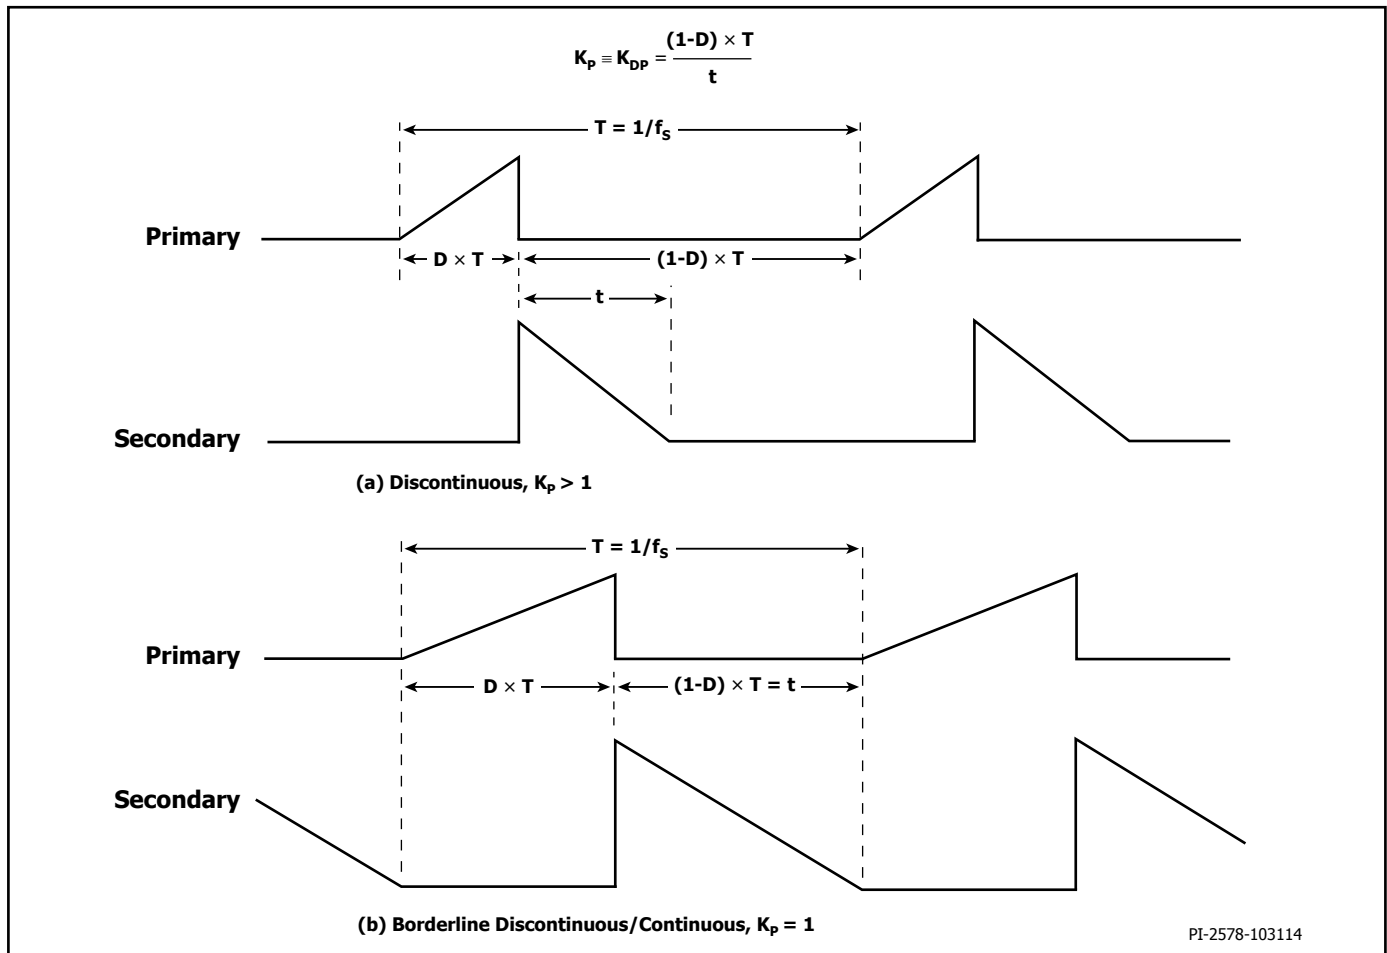 K_P ≡ K_DP = (1-D) × T / t
T = 1/f_S
Primary
D × T
(1-D) × T
t
Secondary
(a) Discontinuous, K_P > 1
T = 1/f_S
Primary
D × T
(1-D) × T = t
Secondary
(b) Borderline Discontinuous/Continuous, K_P = 1
PI-2578-103114